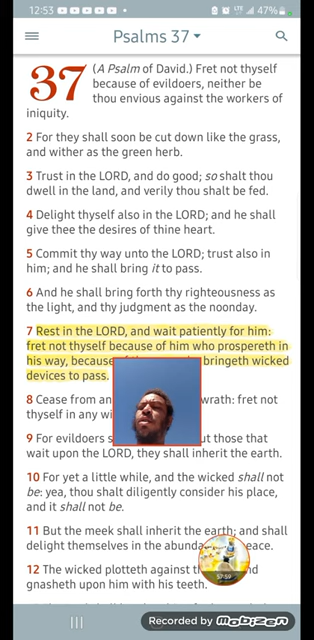 12:53
47%
Psalms 37
37 (A Psalm of David.) Fret not thyself
because of evildoers, neither be
thou envious against the workers of
iniquity.
2 For they shall soon be cut down like the grass,
and wither as the green herb.
3 Trust in the LORD, and do good; so shalt thou
dwell in the land, and verily thou shalt be fed.
4 Delight thyself also in the LORD; and he shall
give thee the desires of thine heart.
5 Commit thy way unto the LORD; trust also in
him; and he shall bring it to pass.
6 And he shall bring forth thy righteousness as
the light, and thy judgment as the noonday.
7 Rest in the LORD, and wait patiently for him:
fret not thyself because of him who prospereth in
his way, because bringeth wicked
devices to pass.
8 Cease from an wrath: fret not
thyself in any wi
9 For evildoers s ut those that
wait upon the LORD, they shall inherit the earth.
10 For yet a little while, and the wicked shall not
be: yea, thou shalt diligently consider his place,
and it shall not be.
11 But the meek shall inherit the earth; and shall
delight themselves in the abunda eace.
12 The wicked plotteth against th nd
gnasheth upon him with his teeth.
57:59
Recorded by Mobizen